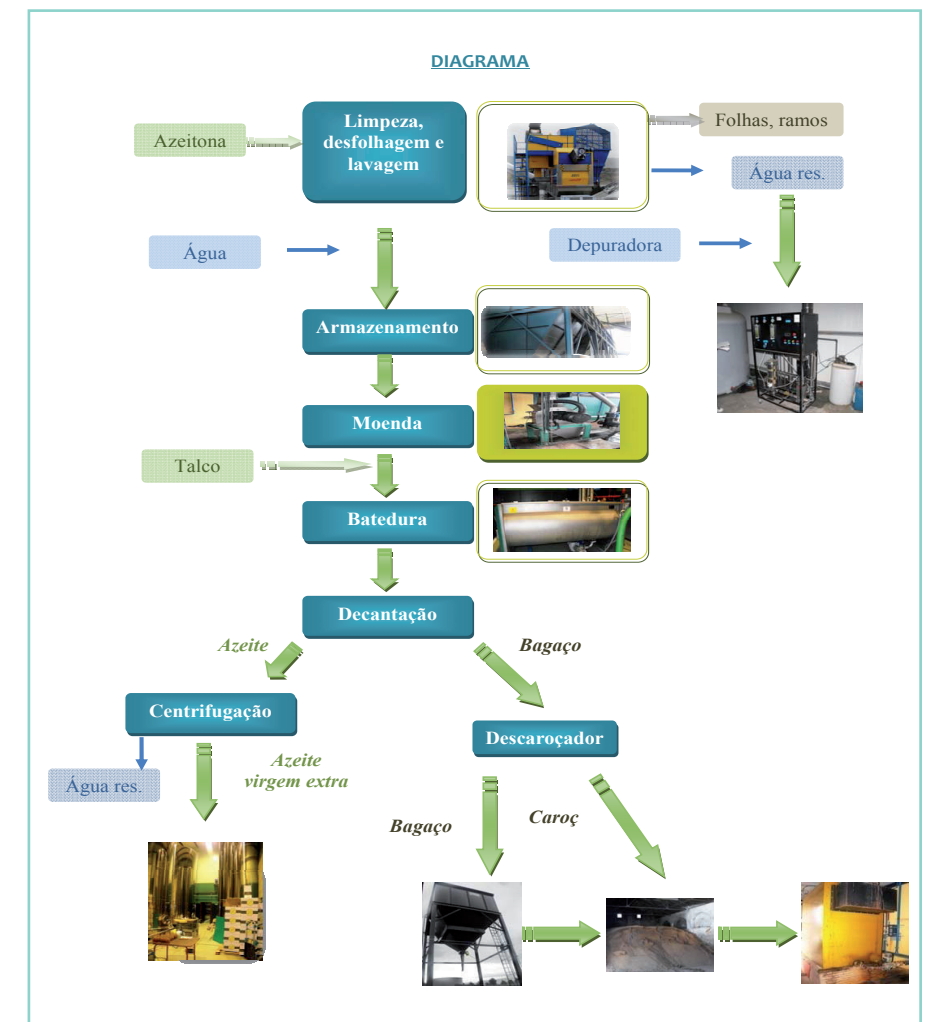 DIAGRAMA
Azeitona
Limpeza,
desfolhagem e
lavagem
Folhas, ramos
Água res.
Água
Depuradora
Armazenamento
Moenda
Talco
Batedura
Decantação
Azeite
Bagaço
Centrifugação
Descaroçador
Água res.
Azeite
virgem extra
Bagaço
Caroç